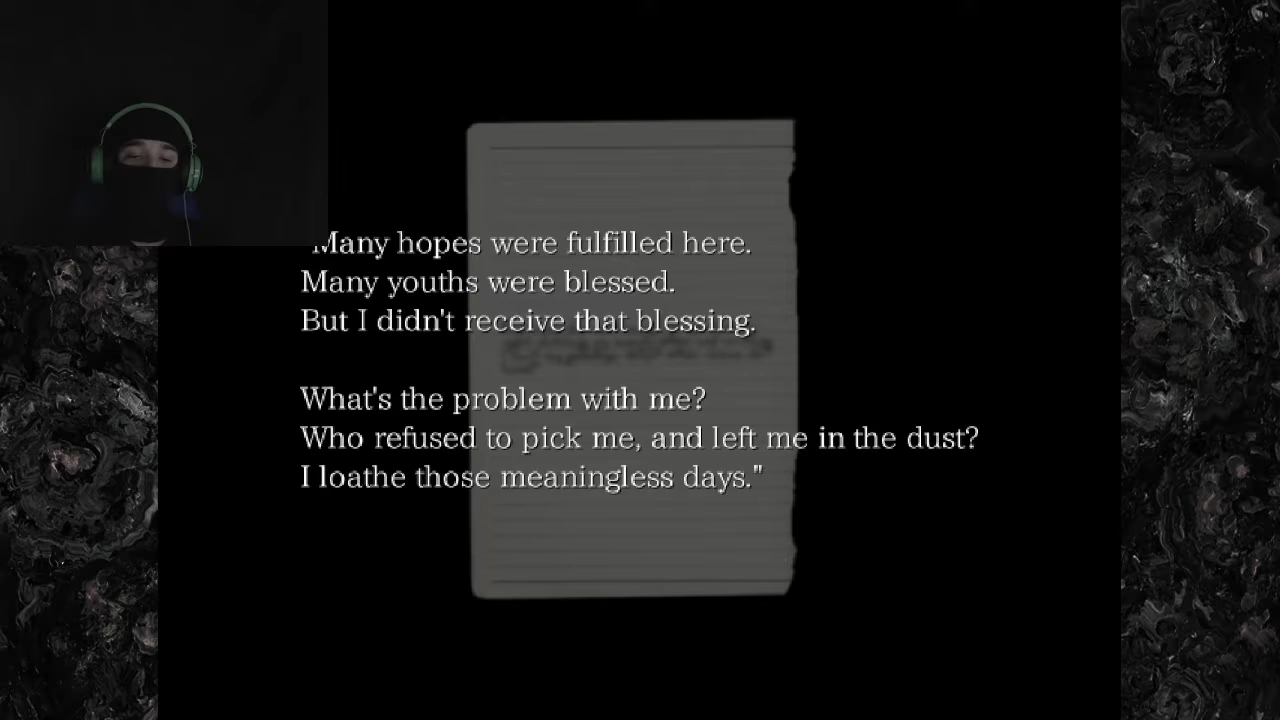 Many hopes were fulfilled here.
Many youths were blessed.
But I didn't receive that blessing.
What's the problem with me?
Who refused to pick me, and left me in the dust?
I loathe those meaningless days."